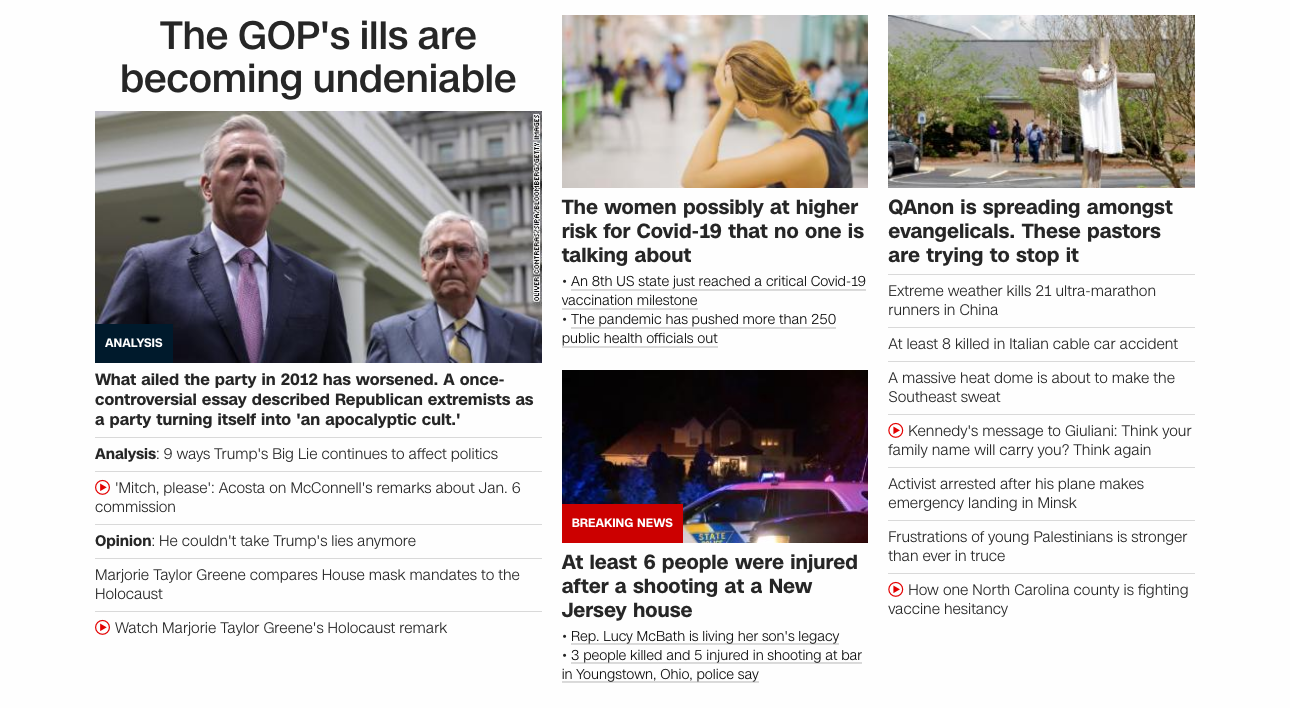 The GOP's ills are
becoming undeniable
OLIVER CONTRERAS/SIPA/BLOOMBERG/GETTY IMAGES
ANALYSIS
What ailed the party in 2012 has worsened. A once-
controversial essay described Republican extremists as
a party turning itself into 'an apocalyptic cult.'
Analysis: 9 ways Trump's Big Lie continues to affect politics
'Mitch, please': Acosta on McConnell's remarks about Jan. 6
commission
Opinion: He couldn't take Trump's lies anymore
Marjorie Taylor Greene compares House mask mandates to the
Holocaust
Watch Marjorie Taylor Greene's Holocaust remark
The women possibly at higher
risk for Covid-19 that no one is
talking about
• An 8th US state just reached a critical Covid-19
vaccination milestone
• The pandemic has pushed more than 250
public health officials out
BREAKING NEWS
STATE
At least 6 people were injured
after a shooting at a New
Jersey house
• Rep. Lucy McBath is living her son's legacy
• 3 people killed and 5 injured in shooting at bar
in Youngstown, Ohio, police say
QAnon is spreading amongst
evangelicals. These pastors
are trying to stop it
Extreme weather kills 21 ultra-marathon
runners in China
At least 8 killed in Italian cable car accident
A massive heat dome is about to make the
Southeast sweat
Kennedy's message to Giuliani: Think your
family name will carry you? Think again
Activist arrested after his plane makes
emergency landing in Minsk
Frustrations of young Palestinians is stronger
than ever in truce
How one North Carolina county is fighting
vaccine hesitancy